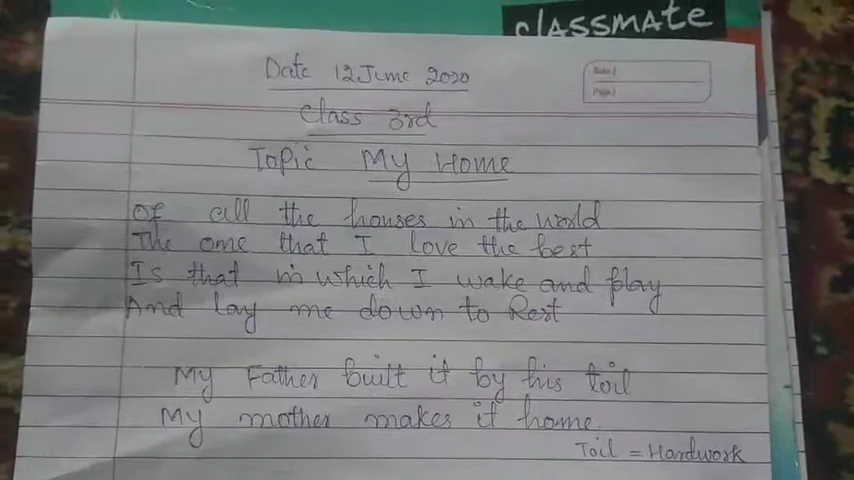 classmate
Date 12 June 2020
Date
Page
Class 3rd
Topic My Home
Of all the houses in the world
The one that I love the best
Is that in which I wake and play
And lay me down to Rest
My Father built it by his toil
My mother makes it home.
Toil = Hardwork